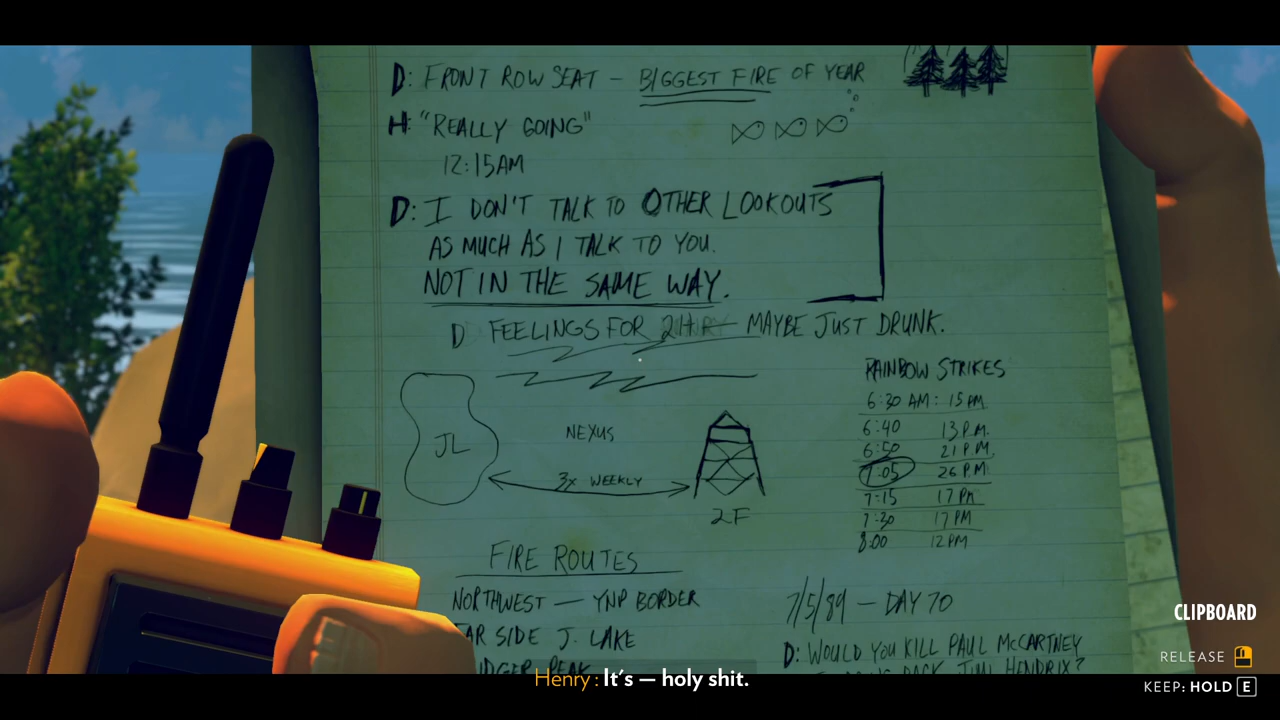 D: FRONT ROW SEAT — BIGGEST FIRE OF YEAR
H: "REALLY GOING"
12:15AM
D: I DON'T TALK TO OTHER LOOKOUTS
AS MUCH AS I TALK TO YOU.
NOT IN THE SAME WAY.
D FEELINGS FOR MAYBE JUST DRUNK.
RAINBOW STRIKES
6:30 AM: 15 PM
6:40 13 P.M.
6:50 21 P.M.
7:05 26 P.M.
7:15 17 PM
7:30 17 PM
8:00 12 PM
JL
NEXUS
3x WEEKLY
2F
FIRE ROUTES
NORTHWEST — YNP BORDER
FAR SIDE J. LAKE
7/5/89 — DAY 70
D: WOULD YOU KILL PAUL McCARTNEY
BACK JIMI HENDRIX?
CLIPBOARD
RELEASE
KEEP: HOLD E
Henry: It's — holy shit.